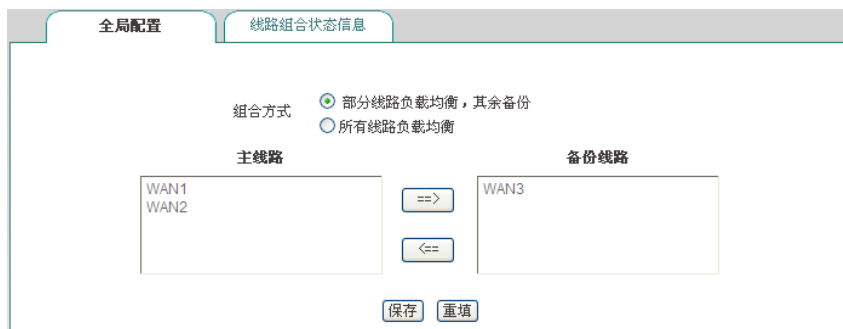 全局配置 线路组合状态信息
组合方式 部分线路负载均衡，其余备份
所有线路负载均衡
主线路 备份线路
WAN1 ==> WAN3
WAN2
<==
保存 重填